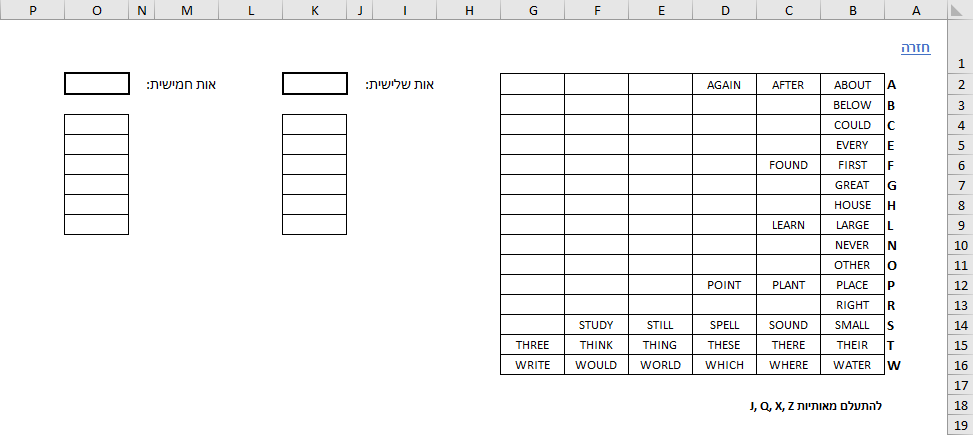 P O N M L K J I H G F E D C B A
חזרה
1
אות חמישית: אות שלישית: AGAIN AFTER ABOUT A 2
BELOW B 3
COULD C 4
EVERY E 5
FOUND FIRST F 6
GREAT G 7
HOUSE H 8
LEARN LARGE L 9
NEVER N 10
OTHER O 11
POINT PLANT PLACE P 12
RIGHT R 13
STUDY STILL SPELL SOUND SMALL S 14
THREE THINK THING THESE THERE THEIR T 15
WRITE WOULD WORLD WHICH WHERE WATER W 16
17
להתעלם מאותיות J, Q, X, Z 18
19